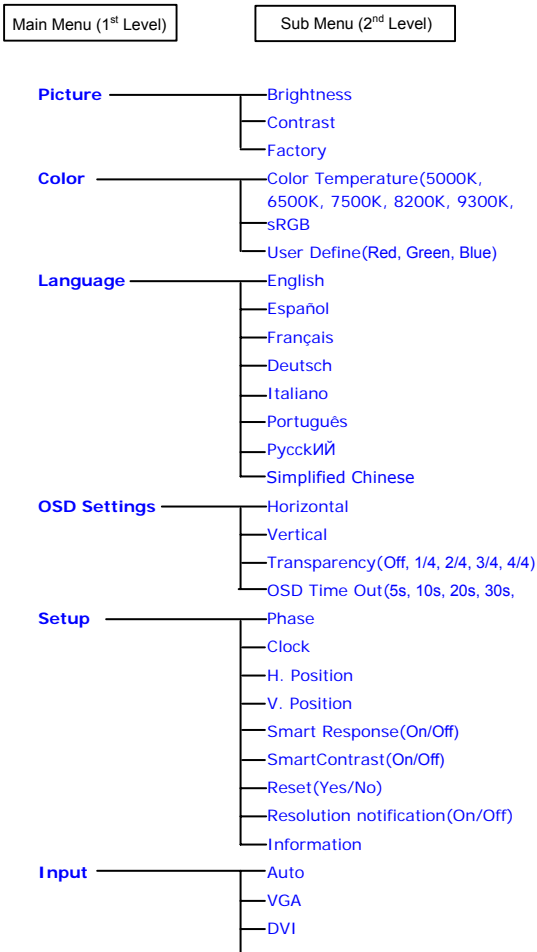 Main Menu (1st Level) Sub Menu (2nd Level)
Picture Brightness
Contrast
Factory
Color Color Temperature(5000K,
6500K, 7500K, 8200K, 9300K,
sRGB
User Define(Red, Green, Blue)
Language English
Español
Français
Deutsch
Italiano
Português
РуссkИЙ
Simplified Chinese
OSD Settings Horizontal
Vertical
Transparency(Off, 1/4, 2/4, 3/4, 4/4)
OSD Time Out(5s, 10s, 20s, 30s,
Setup Phase
Clock
H. Position
V. Position
Smart Response(On/Off)
SmartContrast(On/Off)
Reset(Yes/No)
Resolution notification(On/Off)
Information
Input Auto
VGA
DVI